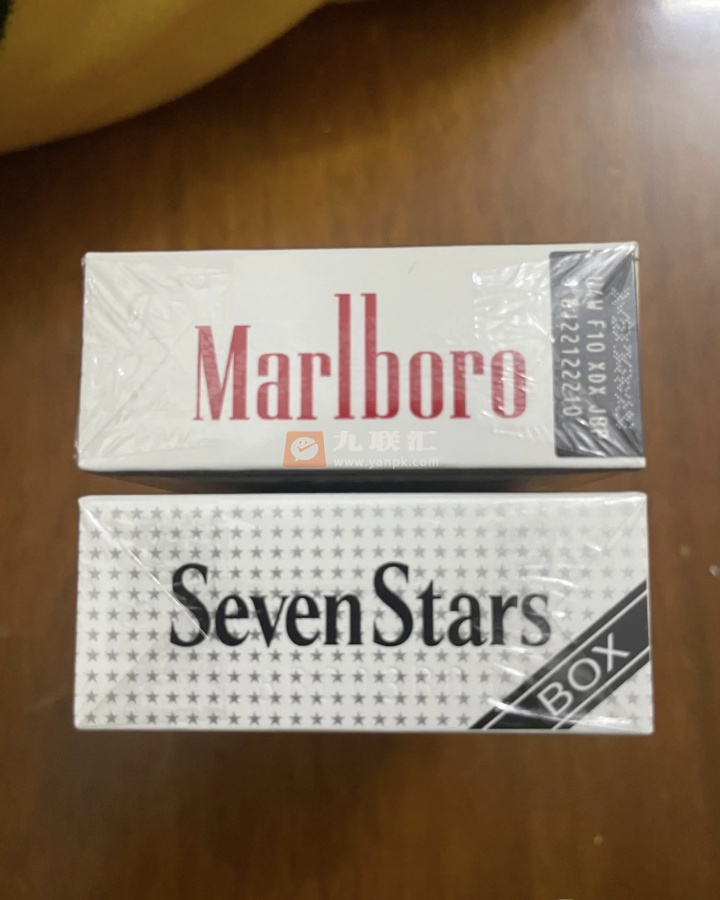 Marlboro
九联汇
www.yanpk.com
Seven Stars
BOX